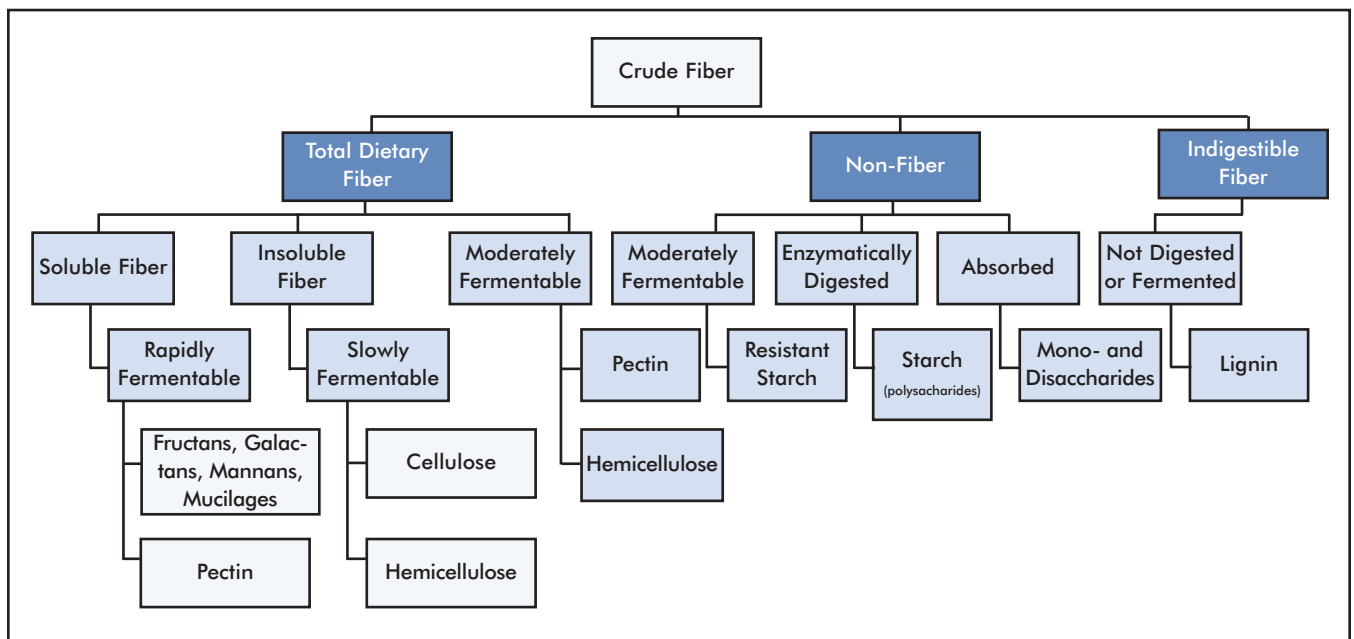 Crude Fiber
Total Dietary
Fiber
Non-Fiber
Indigestible
Fiber
Soluble Fiber
Insoluble
Fiber
Moderately
Fermentable
Moderately
Fermentable
Enzymatically
Digested
Absorbed
Not Digested
or Fermented
Rapidly
Fermentable
Slowly
Fermentable
Pectin
Resistant
Starch
Starch
(polysacharides)
Mono- and
Disaccharides
Lignin
Fructans, Galac-
tans, Mannans,
Mucilages
Cellulose
Hemicellulose
Pectin
Hemicellulose